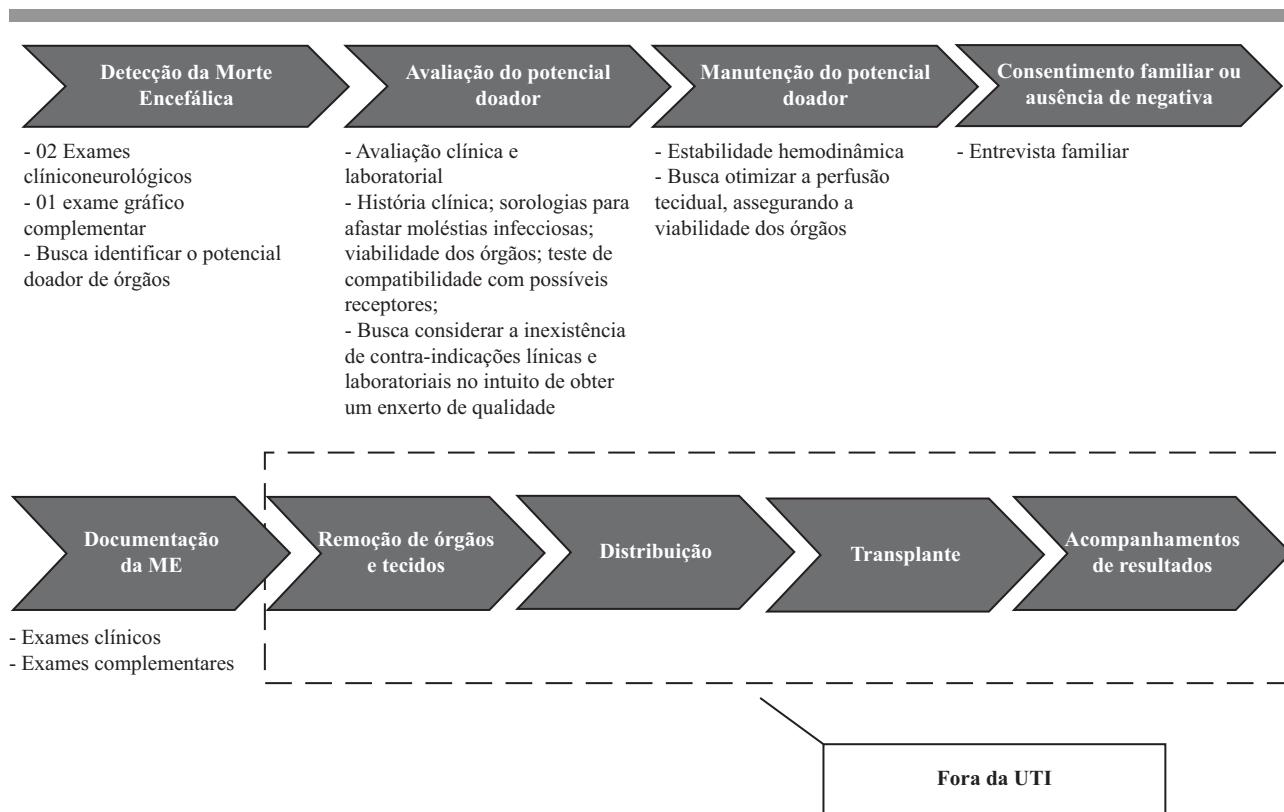 Detecção da Morte
Encefálica
- 02 Exames
clíniconeurológicos
- 01 exame gráfico
complementar
- Busca identificar o potencial
doador de órgãos
Avaliação do potencial
doador
- Avaliação clínica e
laboratorial
- História clínica; sorologias para
afastar moléstias infecciosas;
viabilidade dos órgãos; teste de
compatibilidade com possíveis
receptores;
- Busca considerar a inexistência
de contra-indicações línicas e
laboratoriais no intuito de obter
um enxerto de qualidade
Manutenção do potencial
doador
- Estabilidade hemodinâmica
- Busca otimizar a perfusão
tecidual, assegurando a
viabilidade dos órgãos
Consentimento familiar ou
ausência de negativa
- Entrevista familiar
Documentação
da ME
- Exames clínicos
- Exames complementares
Remoção de órgãos
e tecidos
Distribuição
Transplante
Acompanhamentos
de resultados
Fora da UTI